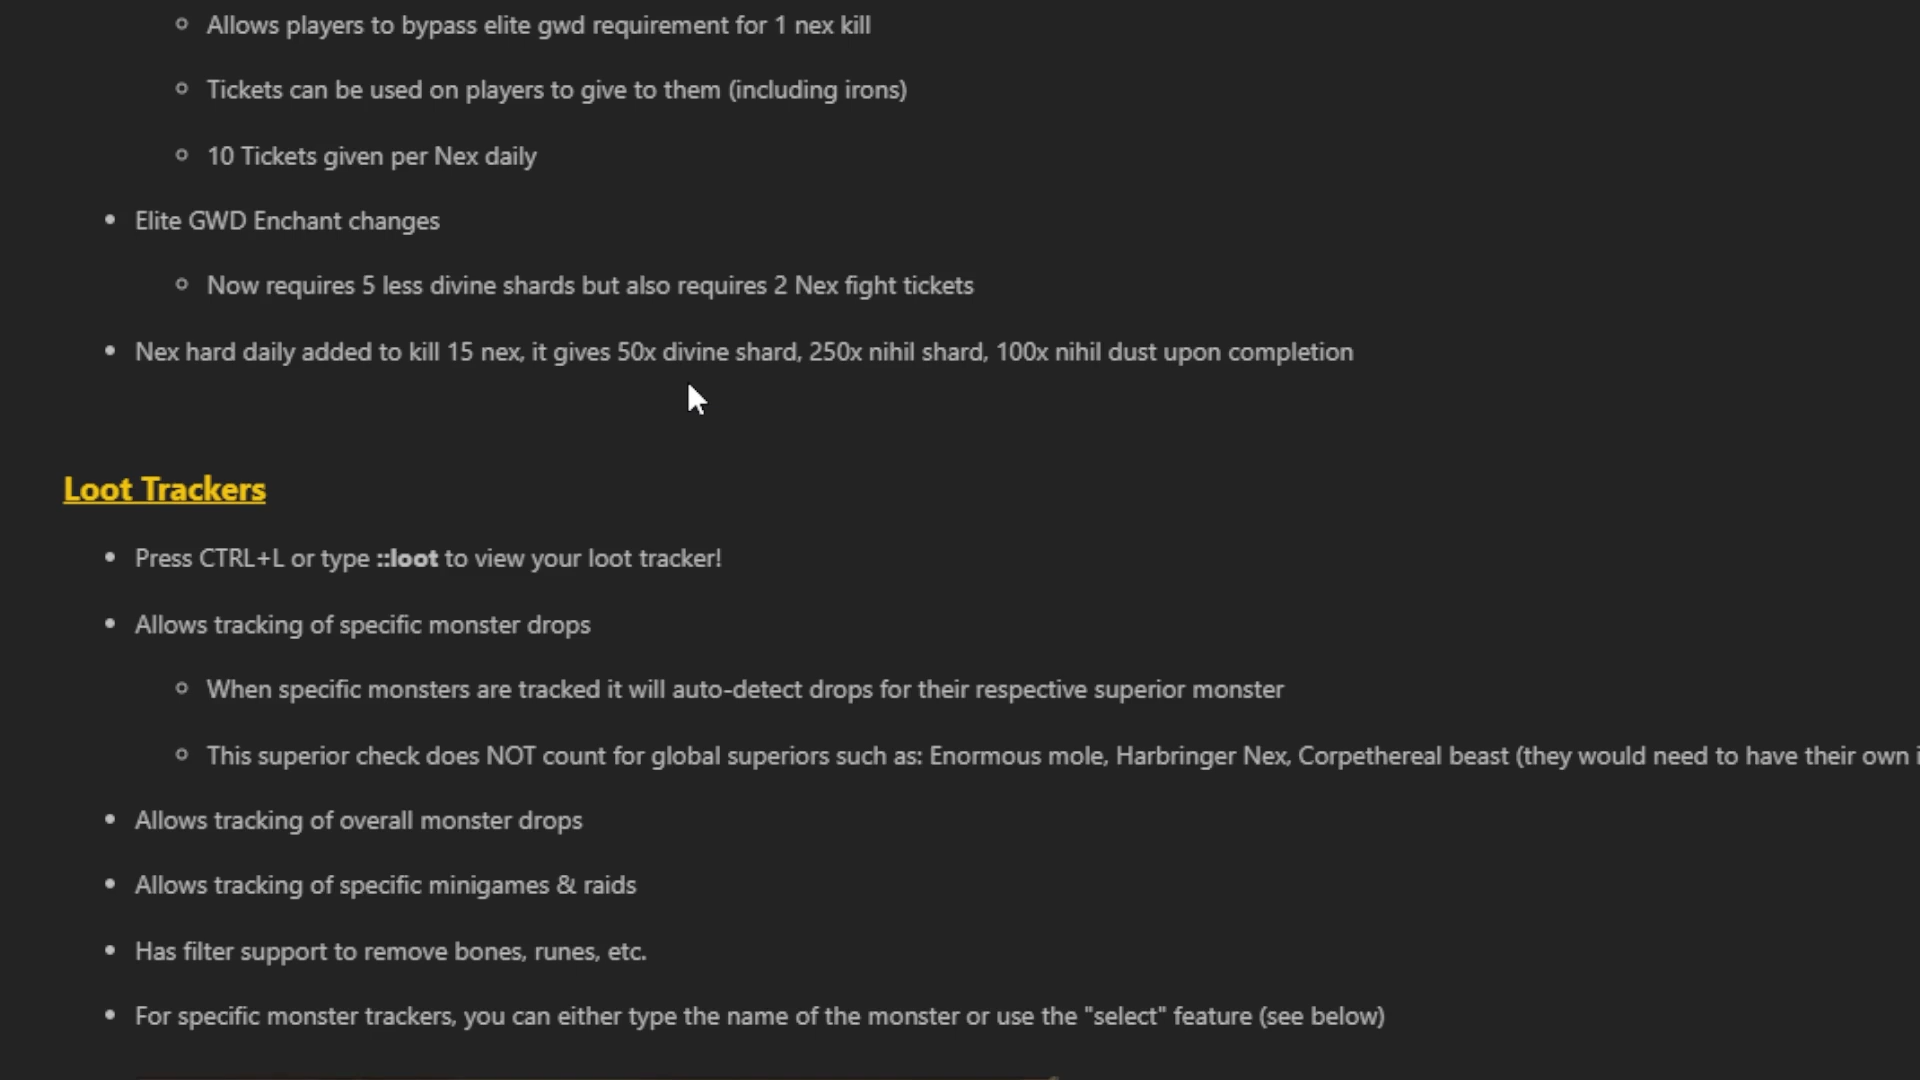 Allows players to bypass elite gwd requirement for 1 nex kill
Tickets can be used on players to give to them (including irons)
10 Tickets given per Nex daily
Elite GWD Enchant changes
Now requires 5 less divine shards but also requires 2 Nex fight tickets
Nex hard daily added to kill 15 nex, it gives 50x divine shard, 250x nihil shard, 100x nihil dust upon completion
Loot Trackers
Press CTRL+L or type ::loot to view your loot tracker!
Allows tracking of specific monster drops
When specific monsters are tracked it will auto-detect drops for their respective superior monster
This superior check does NOT count for global superiors such as: Enormous mole, Harbringer Nex, Corpethereal beast (they would need to have their own
Allows tracking of overall monster drops
Allows tracking of specific minigames & raids
Has filter support to remove bones, runes, etc.
For specific monster trackers, you can either type the name of the monster or use the "select" feature (see below)